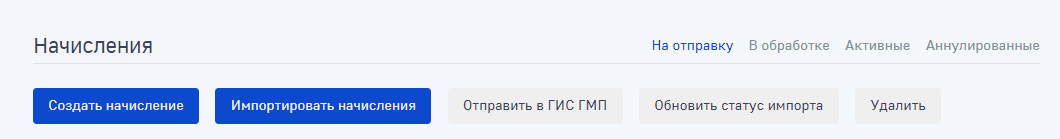 Начисления На отправку В обработке Активные Аннулированные
Создать начисление Импортировать начисления Отправить в ГИС ГМП Обновить статус импорта Удалить